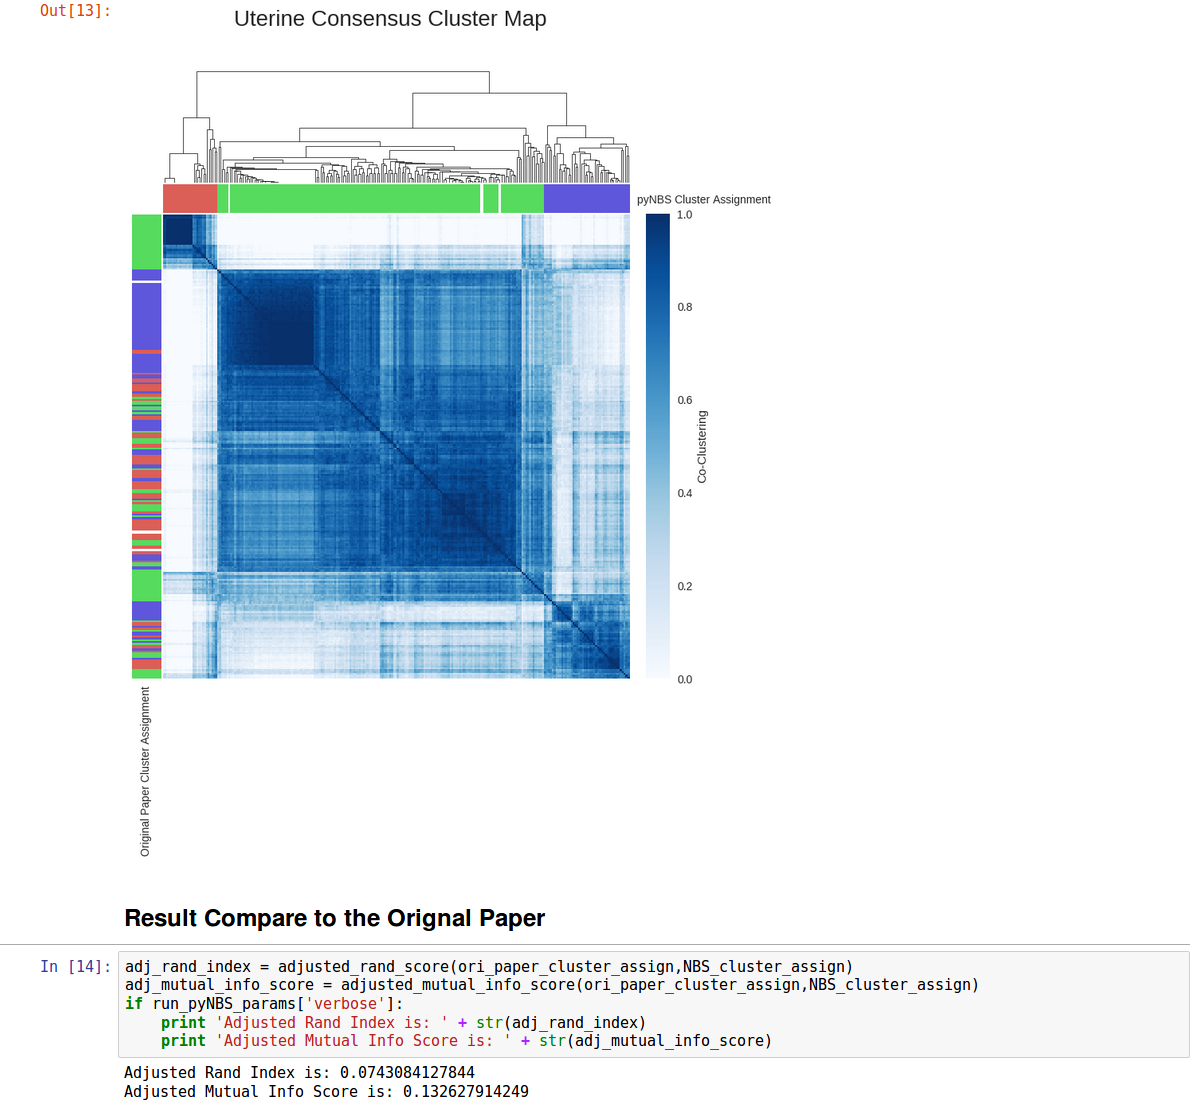 Out[13]:
Uterine Consensus Cluster Map
pyNBS Cluster Assignment
1.0
0.8
0.6
0.4
0.2
0.0
Co-Clustering
Original Paper Cluster Assignment
Result Compare to the Orignal Paper
In [14]:
adj_rand_index = adjusted_rand_score(ori_paper_cluster_assign,NBS_cluster_assign)
adj_mutual_info_score = adjusted_mutual_info_score(ori_paper_cluster_assign,NBS_cluster_assign)
if run_pyNBS_params['verbose']:
    print 'Adjusted Rand Index is: ' + str(adj_rand_index)
    print 'Adjusted Mutual Info Score is: ' + str(adj_mutual_info_score)
Adjusted Rand Index is: 0.0743084127844
Adjusted Mutual Info Score is: 0.132627914249